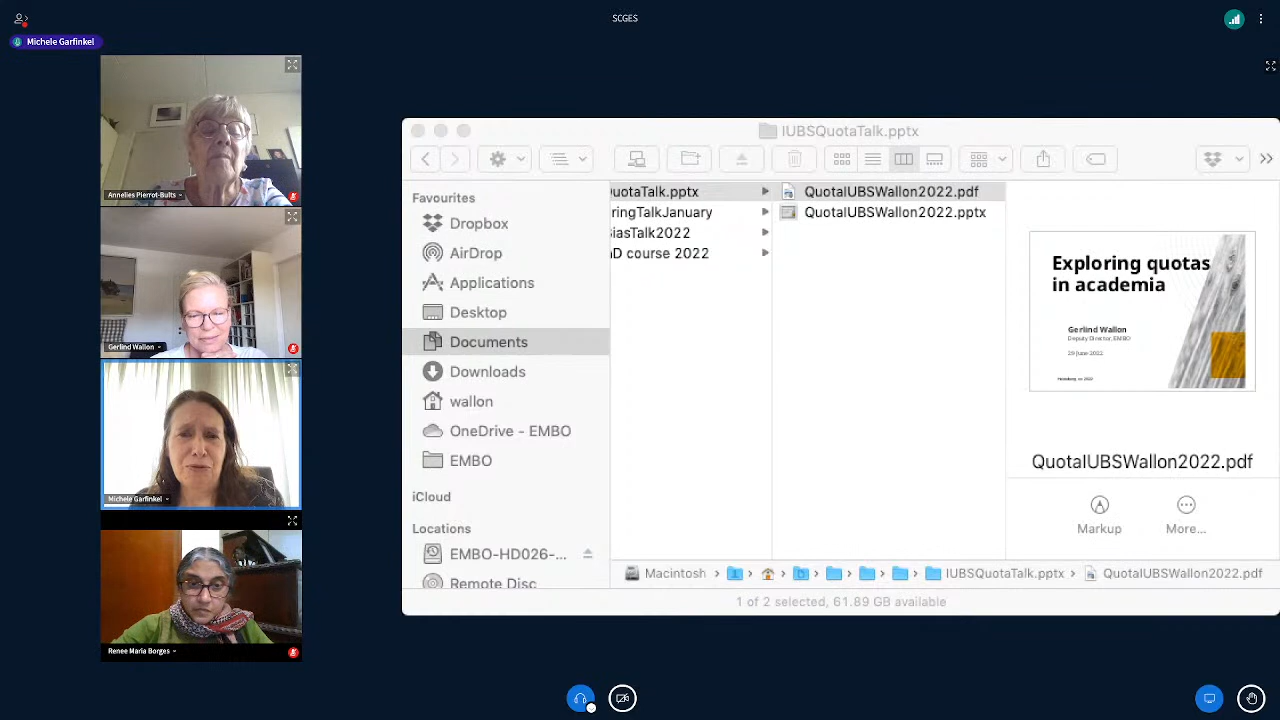 SCGES
Michele Garfinkel
Annelies Pierrot-Bults
Gerlind Wallon
Michele Garfinkel
Renee Maria Borges
IUBSQuotaTalk.pptx
Favourites
Dropbox
AirDrop
Applications
Desktop
Documents
Downloads
wallon
OneDrive - EMBO
EMBO
iCloud
Locations
EMBO-HD026-...
Remote Disc
uotaTalk.pptx
ringTalkJanuary
iasTalk2022
D course 2022
QuotaIUBSWallon2022.pdf
QuotaIUBSWallon2022.pptx
Exploring quotas
in academia
Gerlind Wallon
Deputy Director, EMBO
29 June 2022
QuotaIUBSWallon2022.pdf
Markup
More...
Macintosh
IUBSQuotaTalk.pptx
QuotaIUBSWallon2022.pdf
1 of 2 selected, 61.89 GB available